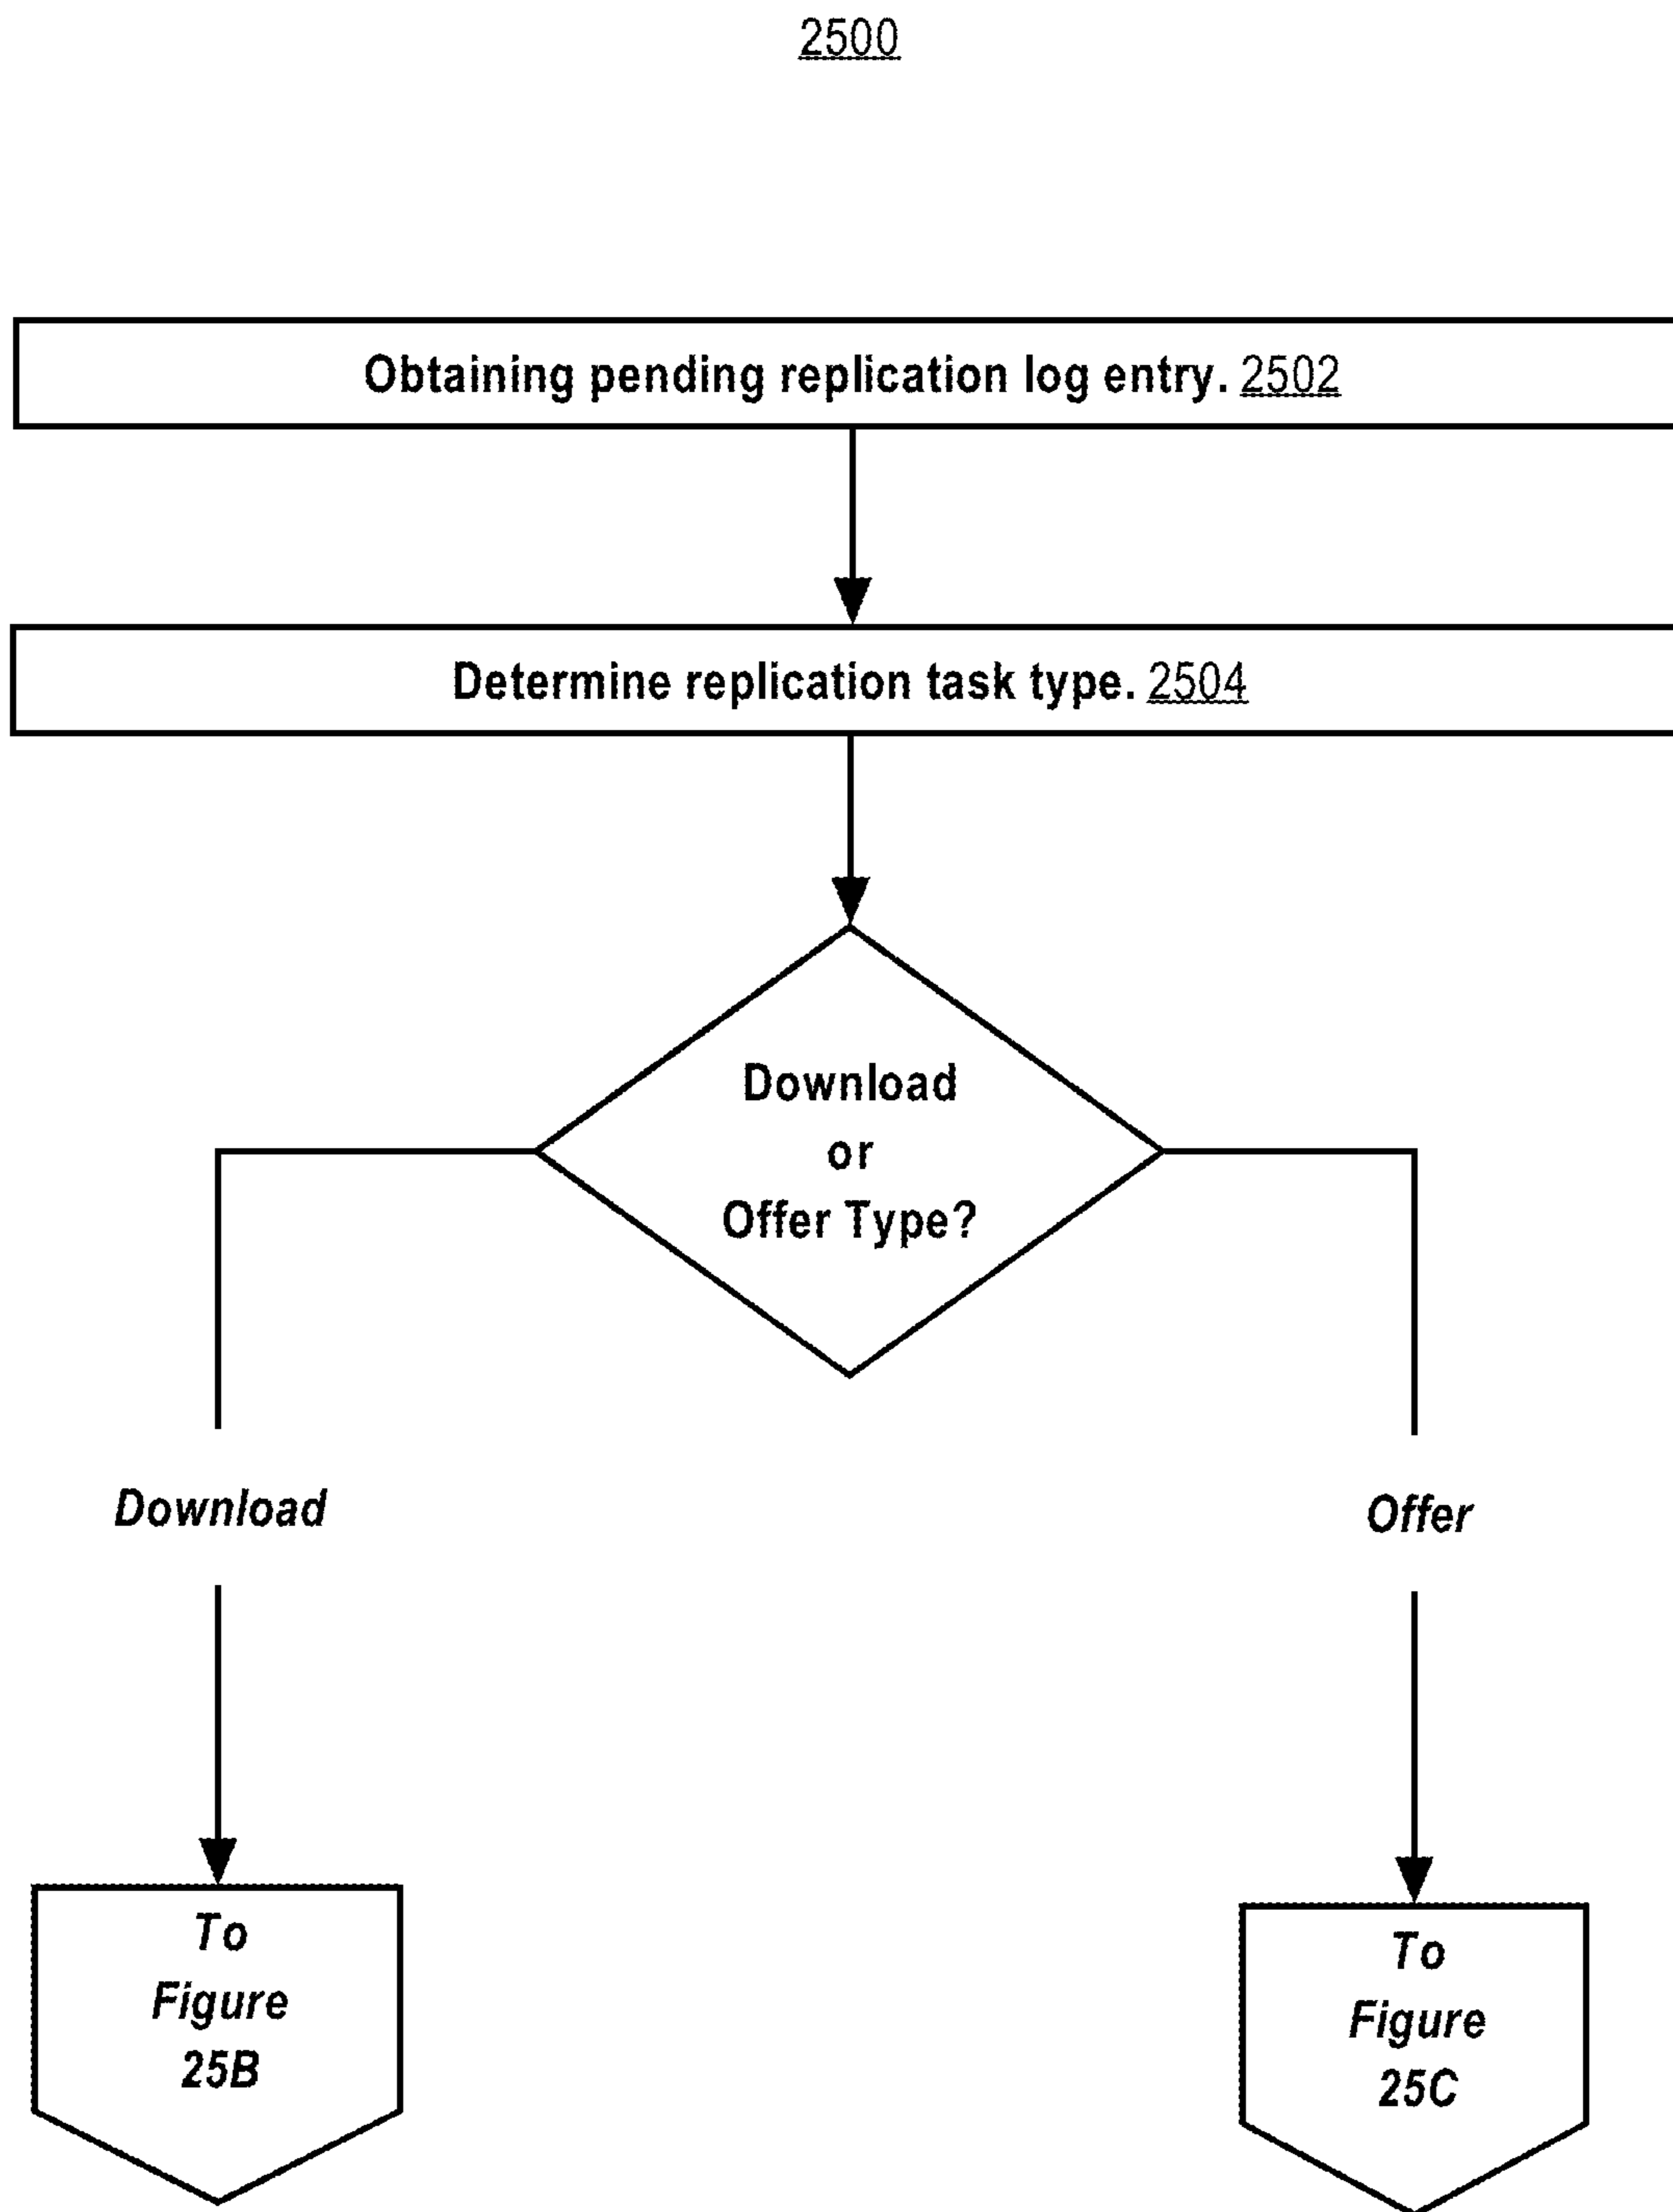 2500
Obtaining pending replication log entry. 2502
Determine replication task type. 2504
Download
or
Offer Type?
Download
Offer
To
Figure
25B
To
Figure
25C